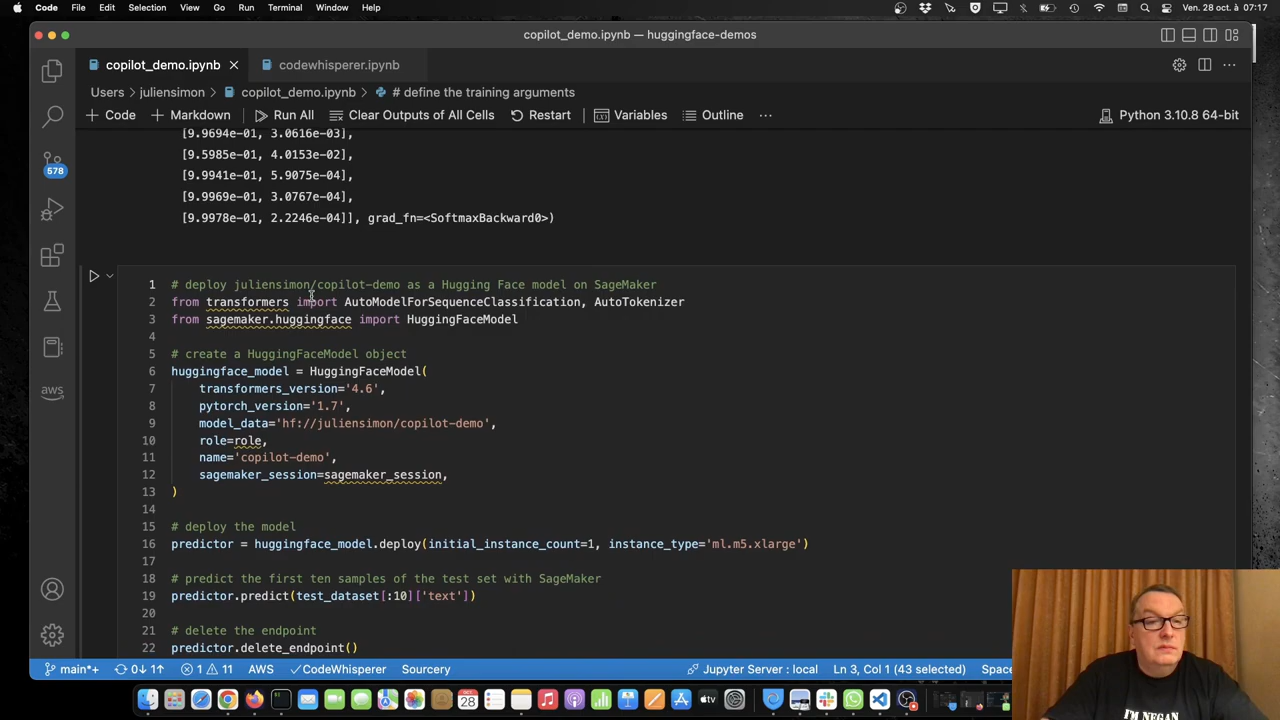 Code File Edit Selection View Go Run Terminal Window Help Ven. 28 oct. à 07:17
copilot_demo.ipynb — huggingface-demos
copilot_demo.ipynb codewhisperer.ipynb
Users > juliensimon > copilot_demo.ipynb > # define the training arguments
+ Code + Markdown Run All Clear Outputs of All Cells Restart Variables Outline ... Python 3.10.8 64-bit
[9.9694e-01, 3.0616e-03],
[9.5985e-01, 4.0153e-02],
[9.9941e-01, 5.9075e-04],
[9.9969e-01, 3.0767e-04],
[9.9978e-01, 2.2246e-04]], grad_fn=<SoftmaxBackward0>)
578
aws
1 # deploy juliensimon/copilot-demo as a Hugging Face model on SageMaker
2 from transformers import AutoModelForSequenceClassification, AutoTokenizer
3 from sagemaker.huggingface import HuggingFaceModel
4
5 # create a HuggingFaceModel object
6 huggingface_model = HuggingFaceModel(
7 transformers_version='4.6',
8 pytorch_version='1.7',
9 model_data='hf://juliensimon/copilot-demo',
10 role=role,
11 name='copilot-demo',
12 sagemaker_session=sagemaker_session,
13 )
14
15 # deploy the model
16 predictor = huggingface_model.deploy(initial_instance_count=1, instance_type='ml.m5.xlarge')
17
18 # predict the first ten samples of the test set with SageMaker
19 predictor.predict(test_dataset[:10]['text'])
20
21 # delete the endpoint
22 predictor.delete_endpoint()
main*+ 0↓ 1↑ 1 11 AWS CodeWhisperer Sourcery Jupyter Server : local Ln 3, Col 1 (43 selected) Spaces
OCT
28
tv
I'M NEGAN